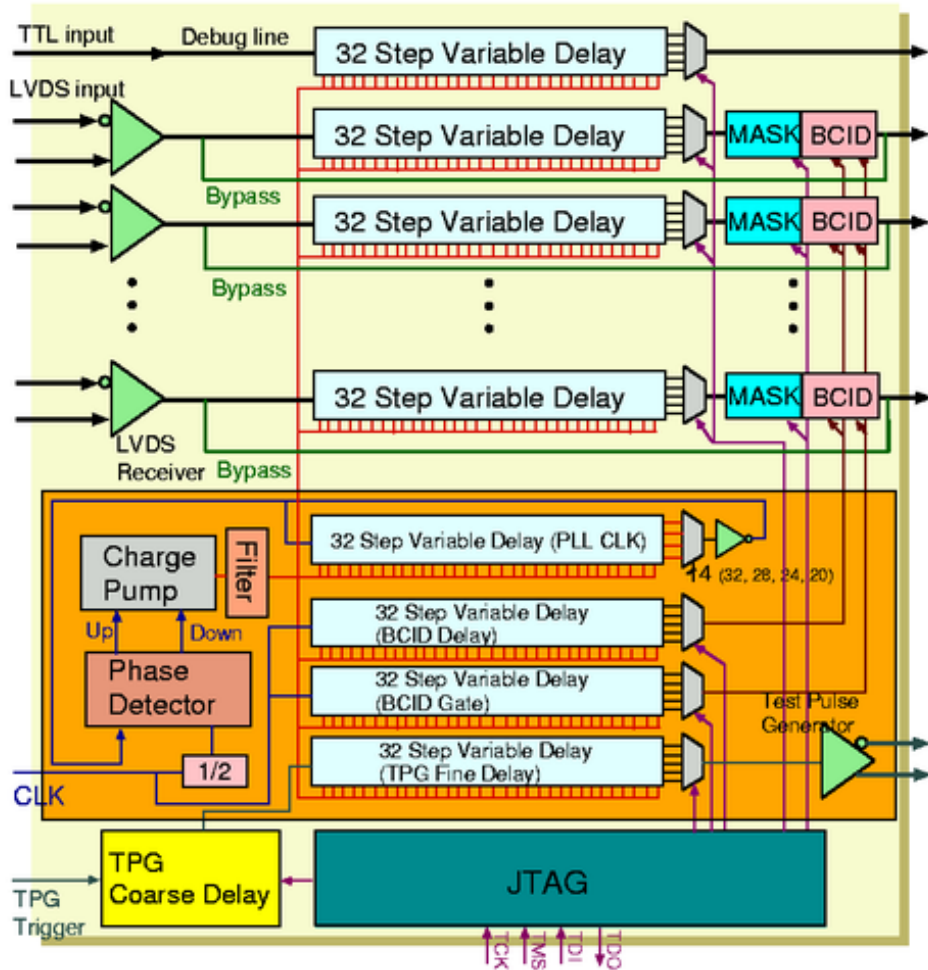 TTL input
Debug line
32 Step Variable Delay
LVDS input
32 Step Variable Delay
MASK
BCID
Bypass
32 Step Variable Delay
MASK
BCID
Bypass
32 Step Variable Delay
MASK
BCID
LVDS
Receiver
Bypass
Charge
Pump
Filter
32 Step Variable Delay (PLL CLK)
14 (32, 28, 24, 20)
Up
Down
32 Step Variable Delay
(BCID Delay)
Phase
Detector
32 Step Variable Delay
(BCID Gate)
Test Pulse
Generator
1/2
32 Step Variable Delay
(TPG Fine Delay)
CLK
TPG
Coarse Delay
JTAG
TPG
Trigger
TCK
TMS
TDI
TDO